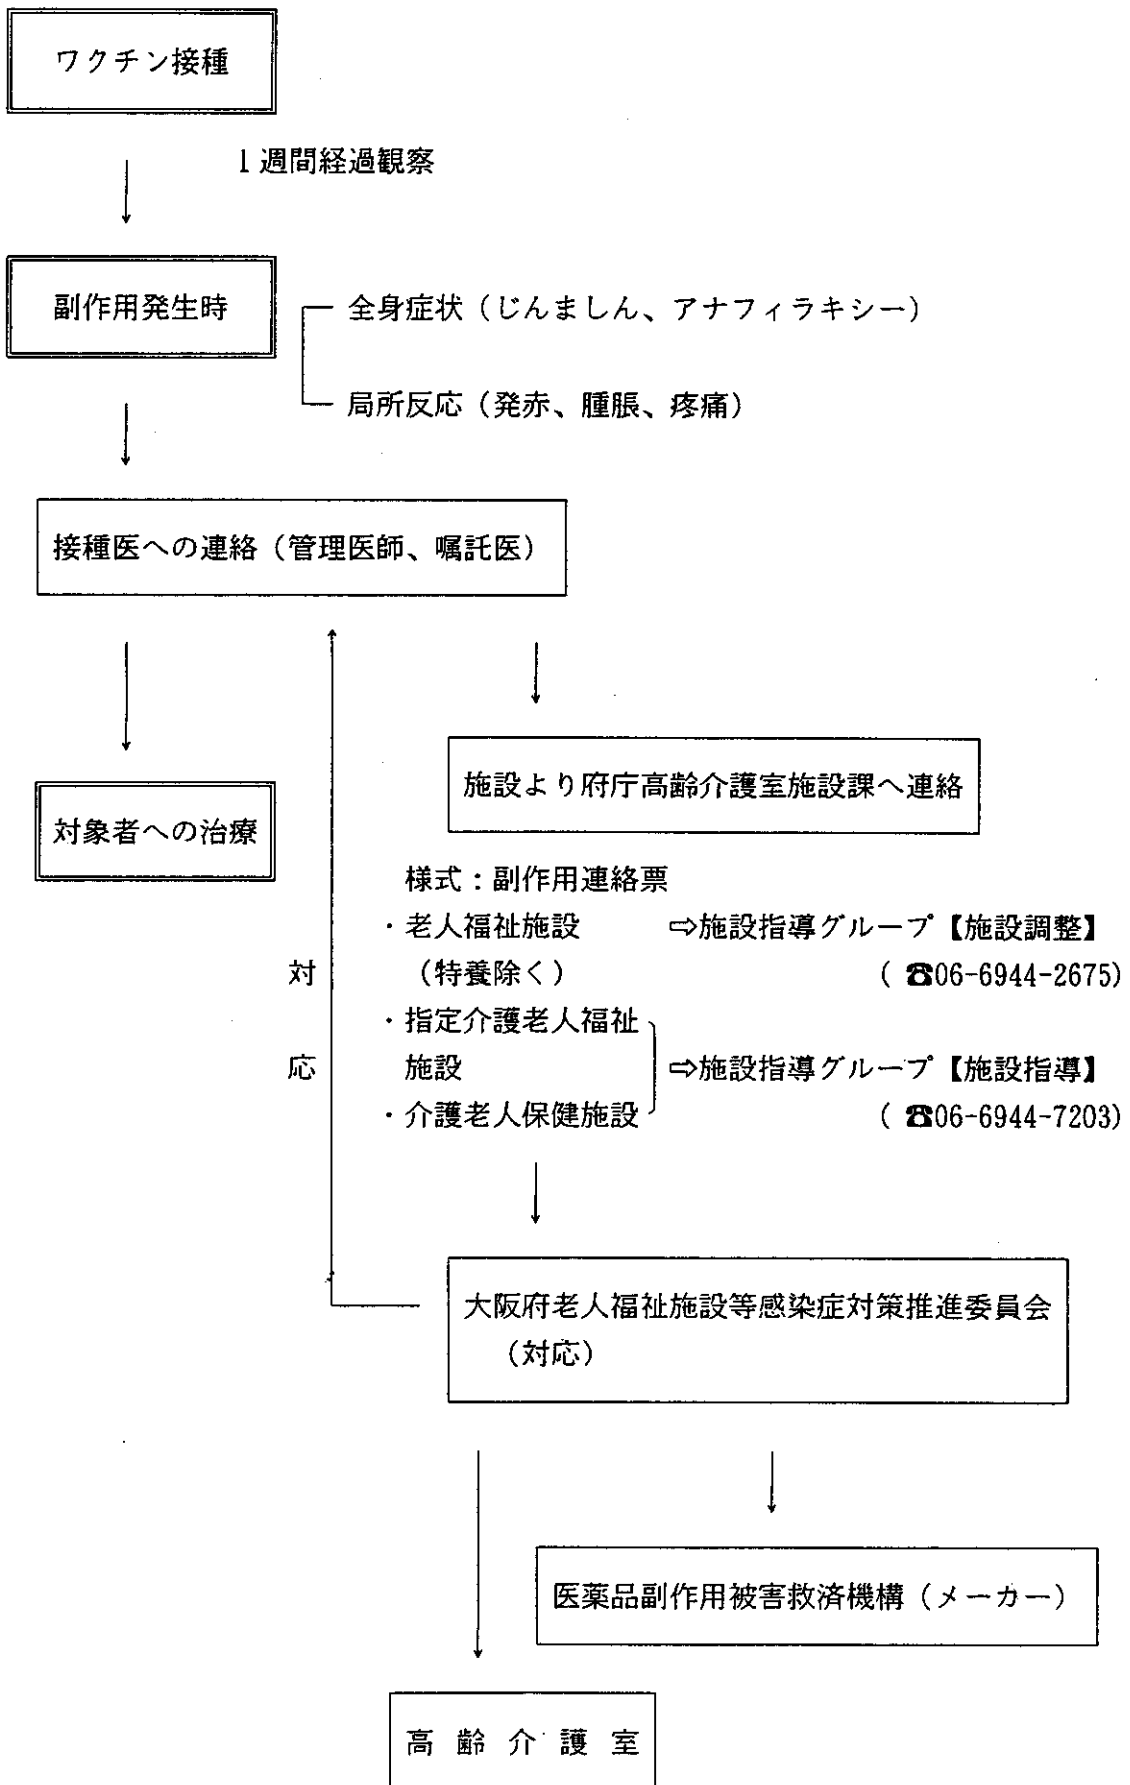 ワクチン接種
1週間経過観察
副作用発生時
全身症状（じんましん、アナフィラキシー）
局所反応（発赤、腫脹、疼痛）
接種医への連絡（管理医師、嘱託医）
施設より府庁高齢介護室施設課へ連絡
対象者への治療
様式：副作用連絡票
・老人福祉施設 ⇨施設指導グループ【施設調整】
（特養除く） （☎06-6944-2675）
・指定介護老人福祉
施設 ⇨施設指導グループ【施設指導】
・介護老人保健施設 （☎06-6944-7203）
対
応
大阪府老人福祉施設等感染症対策推進委員会
（対応）
医薬品副作用被害救済機構（メーカー）
高齢介護室